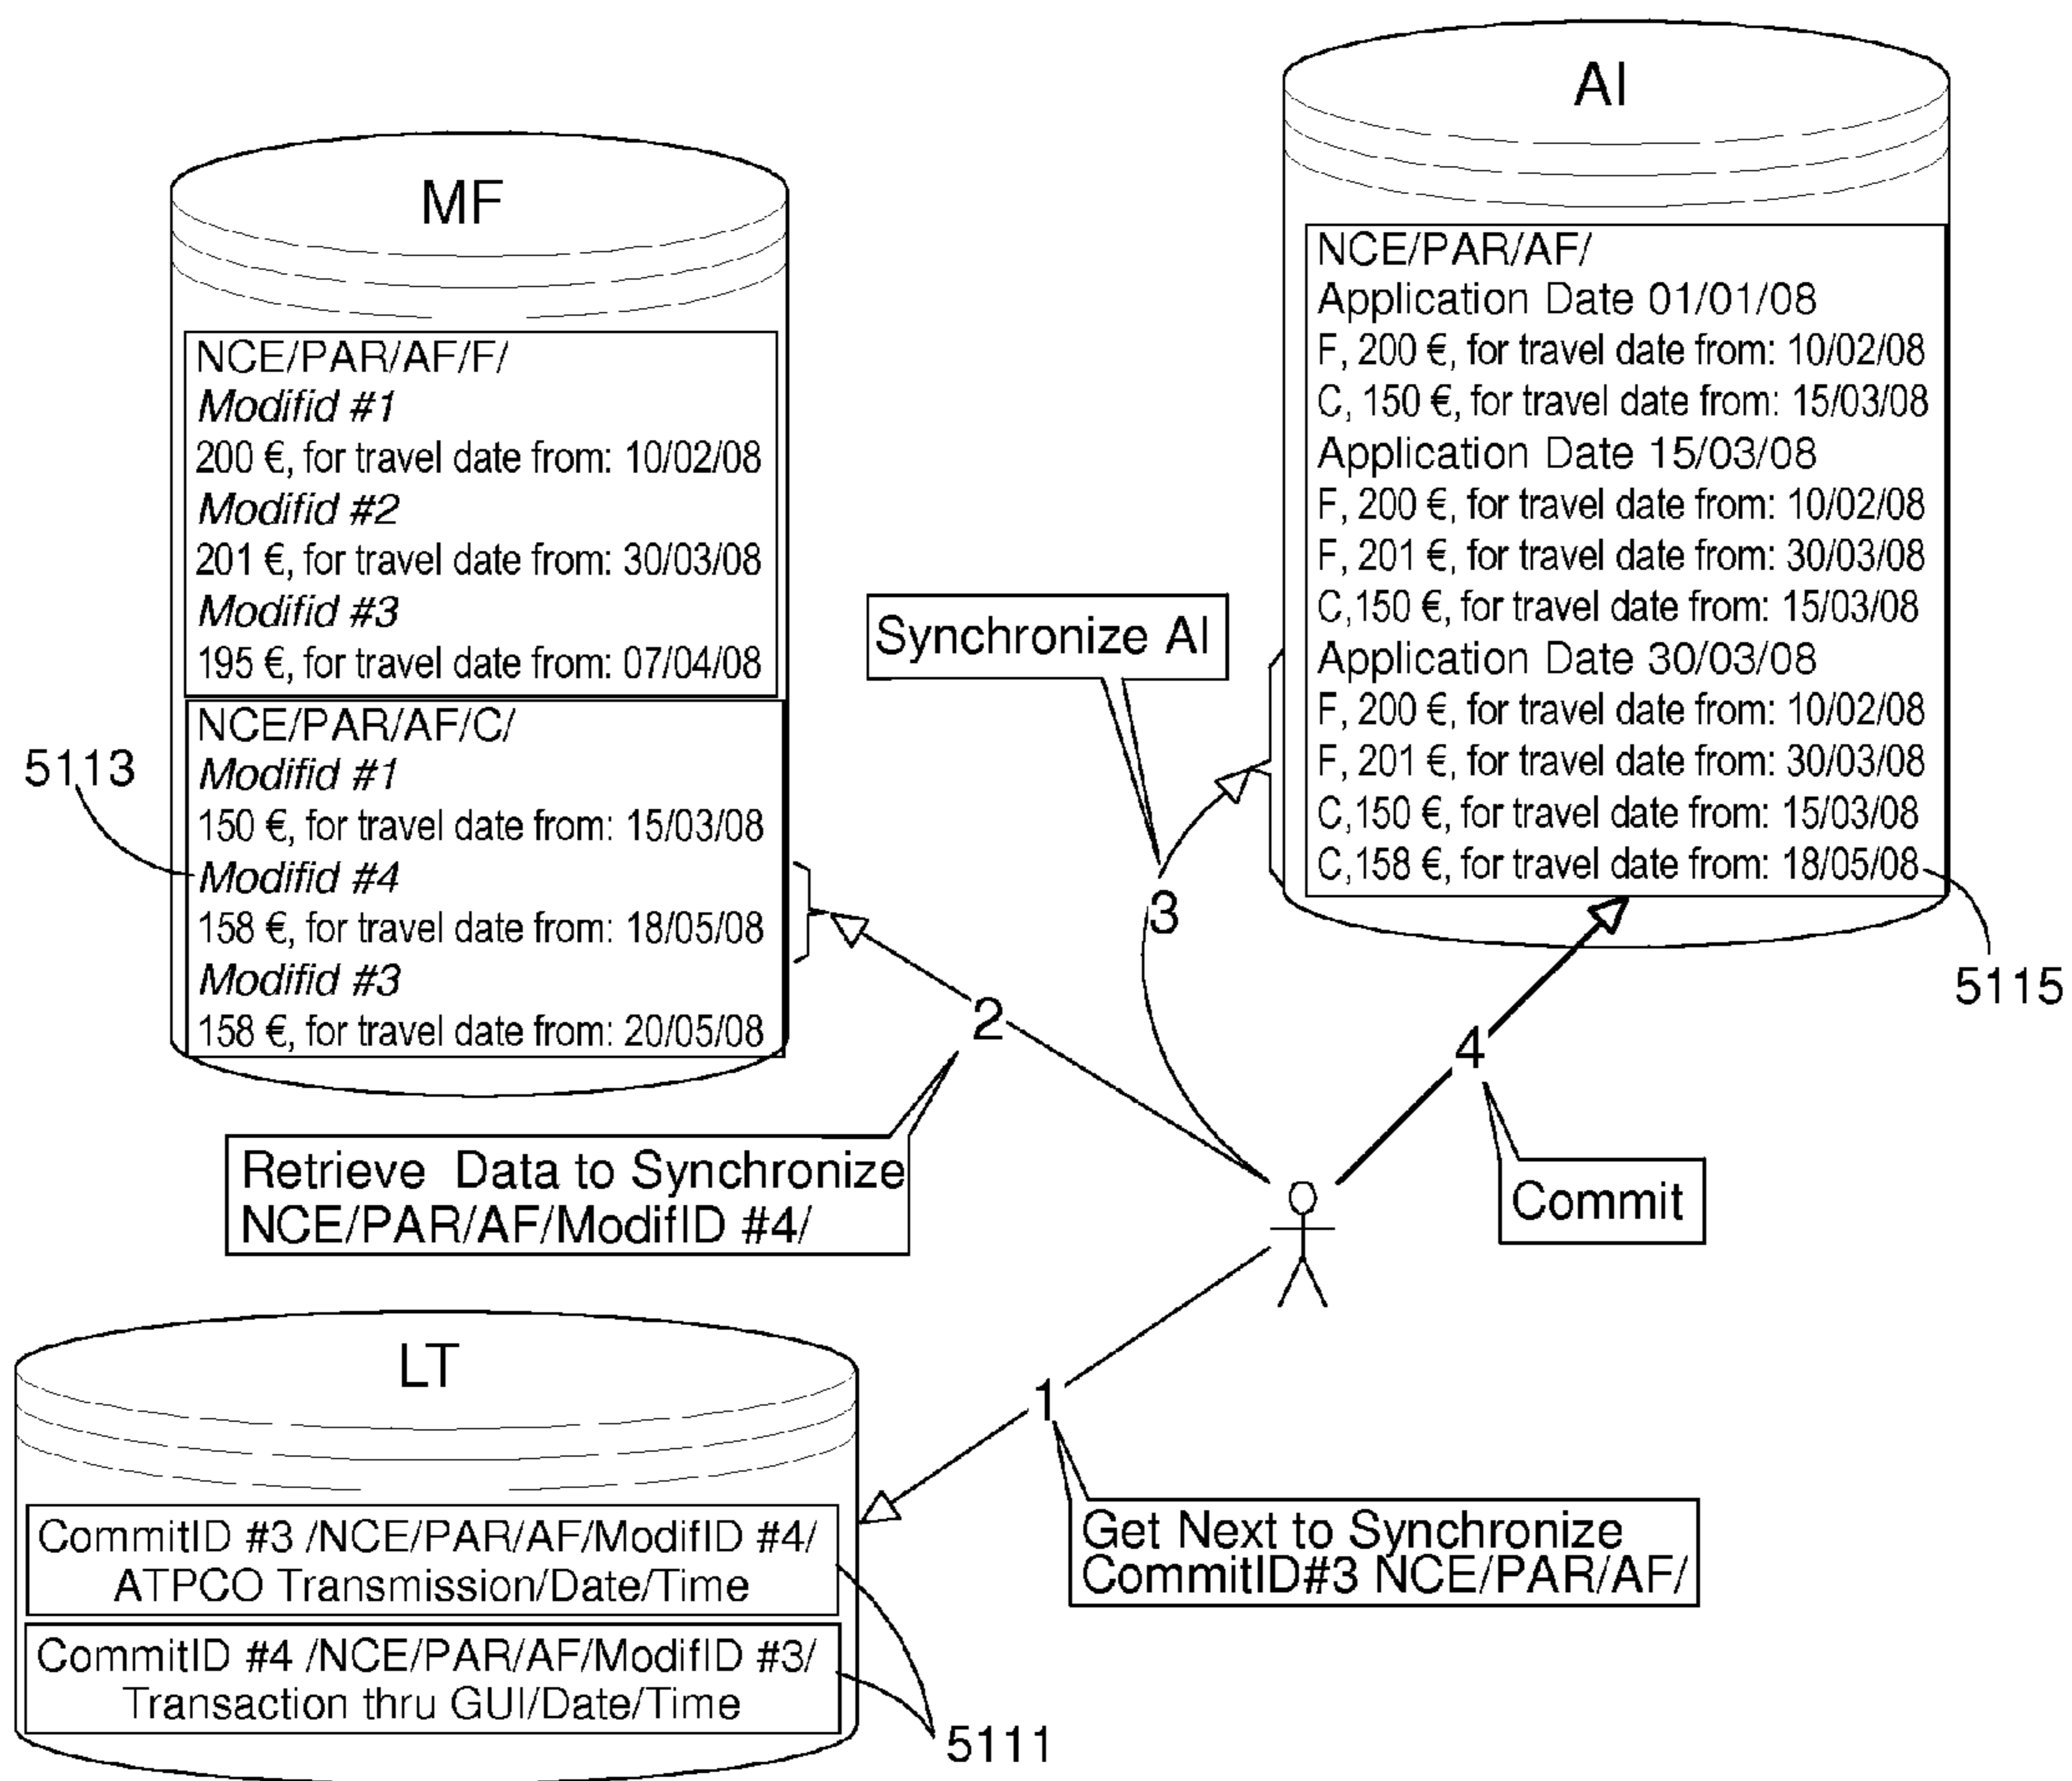 AI
NCE/PAR/AF/
Application Date 01/01/08
F, 200 €, for travel date from: 10/02/08
C, 150 €, for travel date from: 15/03/08
Application Date 15/03/08
F, 200 €, for travel date from: 10/02/08
F, 201 €, for travel date from: 30/03/08
C,150 €, for travel date from: 15/03/08
Application Date 30/03/08
F, 200 €, for travel date from: 10/02/08
F, 201 €, for travel date from: 30/03/08
C,150 €, for travel date from: 15/03/08
C,158 €, for travel date from: 18/05/08
5115
MF
NCE/PAR/AF/F/
Modifid #1
200 €, for travel date from: 10/02/08
Modifid #2
201 €, for travel date from: 30/03/08
Modifid #3
195 €, for travel date from: 07/04/08
NCE/PAR/AF/C/
Modifid #1
150 €, for travel date from: 15/03/08
Modifid #4
158 €, for travel date from: 18/05/08
Modifid #3
158 €, for travel date from: 20/05/08
5113
Synchronize AI
3
2
4
Retrieve Data to Synchronize
NCE/PAR/AF/ModifID #4/
Commit
LT
CommitID #3 /NCE/PAR/AF/ModifID #4/
ATPCO Transmission/Date/Time
CommitID #4 /NCE/PAR/AF/ModifID #3/
Transaction thru GUI/Date/Time
5111
1
Get Next to Synchronize
CommitID#3 NCE/PAR/AF/